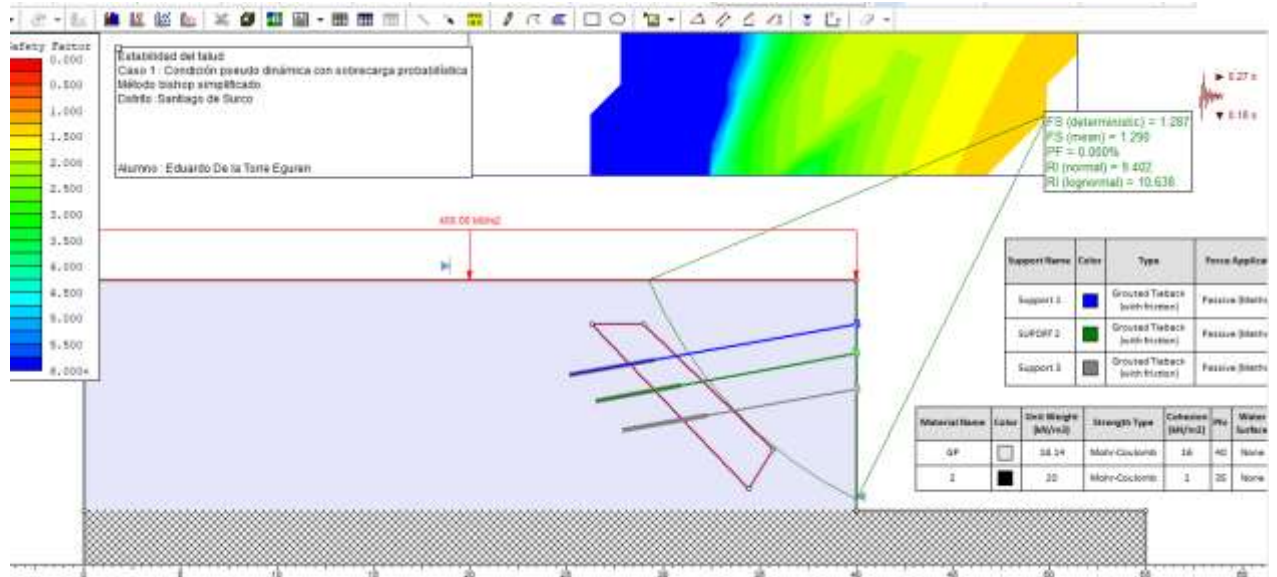 Safety Factor
0.000
0.500
1.000
1.500
2.000
2.500
3.000
3.500
4.000
4.500
5.000
5.500
6.000+
Estabilidad del talud
Caso 1 : Condición pseudo dinámica con sobrecarga probabilística
Método bishop simplificado
Distrito :Santiago de Surco
Alumno : Eduardo De la Torre Eguren
FS (deterministic) = 1.287
FS (mean) = 1.290
PF = 0.000%
RI (normal) = 9.402
RI (lognormal) = 10.638
Support Name Color Type Force Applica
Support 1 Grouted Tieback (with friction) Passive (Metho
SUPORT 2 Grouted Tieback (with friction) Passive (Metho
Support 3 Grouted Tieback (with friction) Passive (Metho
Material Name Color Unit Weight (kN/m3) Strength Type Cohesion (kN/m2) Phi Water Surface
GP Mohr-Coulomb 16 40 None
2 20 Mohr-Coulomb 1 35 None
0 5 10 15 20 25 30 35 40 45 50 55 60